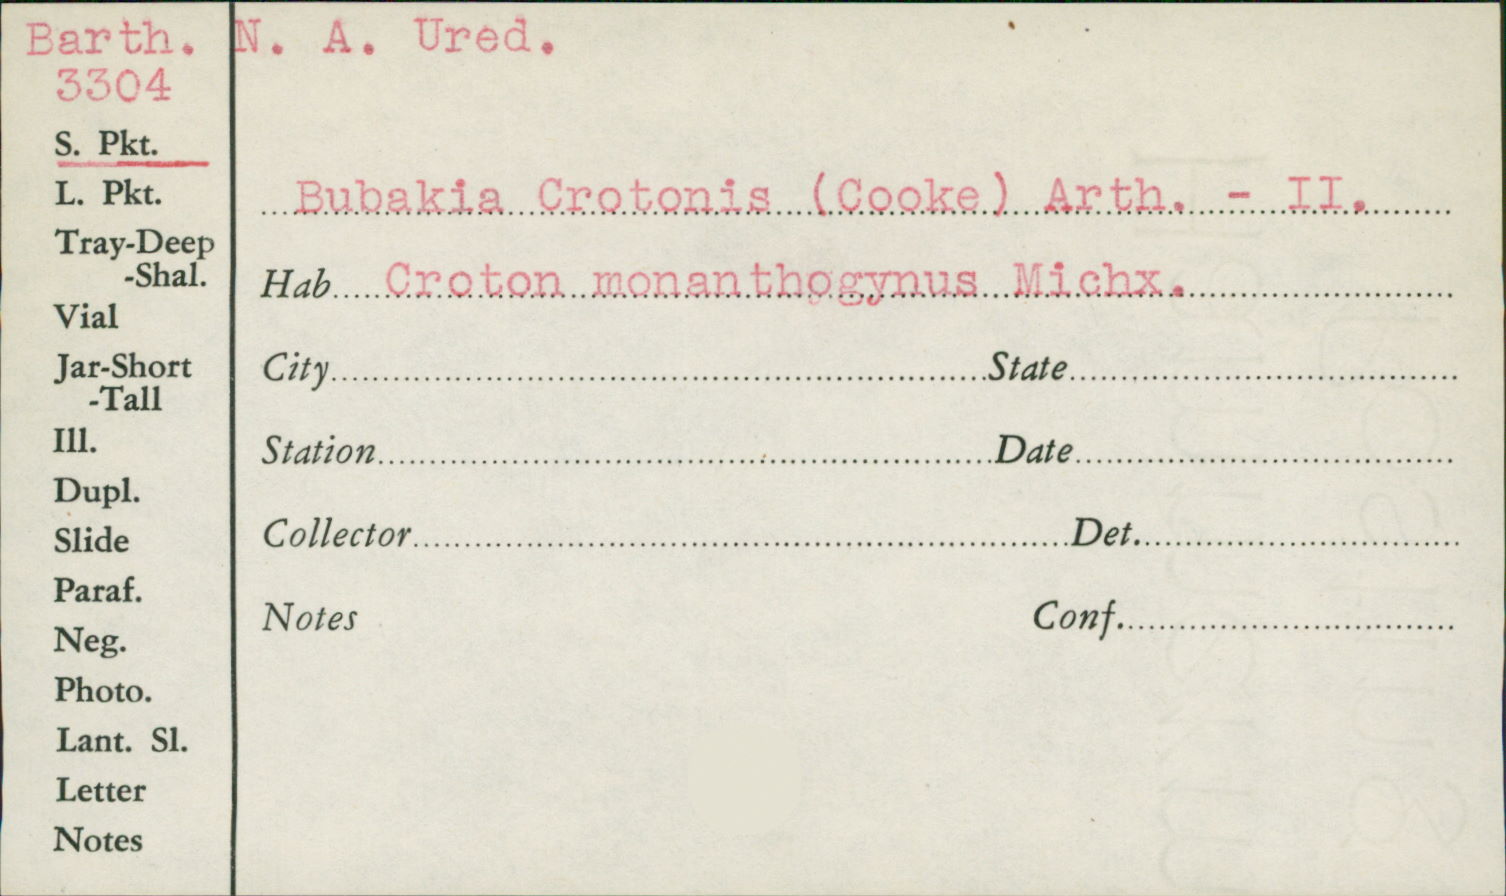 Barth. N. A. Ured.
3304
S. Pkt.
L. Pkt.
Tray-Deep
-Shal.
Vial
Jar-Short
-Tall
Ill.
Dupl.
Slide
Paraf.
Neg.
Photo.
Lant. Sl.
Letter
Notes
Bubakia Crotonis (Cooke) Arth. - II.
Hab Croton monanthogynus Michx.
City State
Station Date
Collector Det.
Notes Conf.